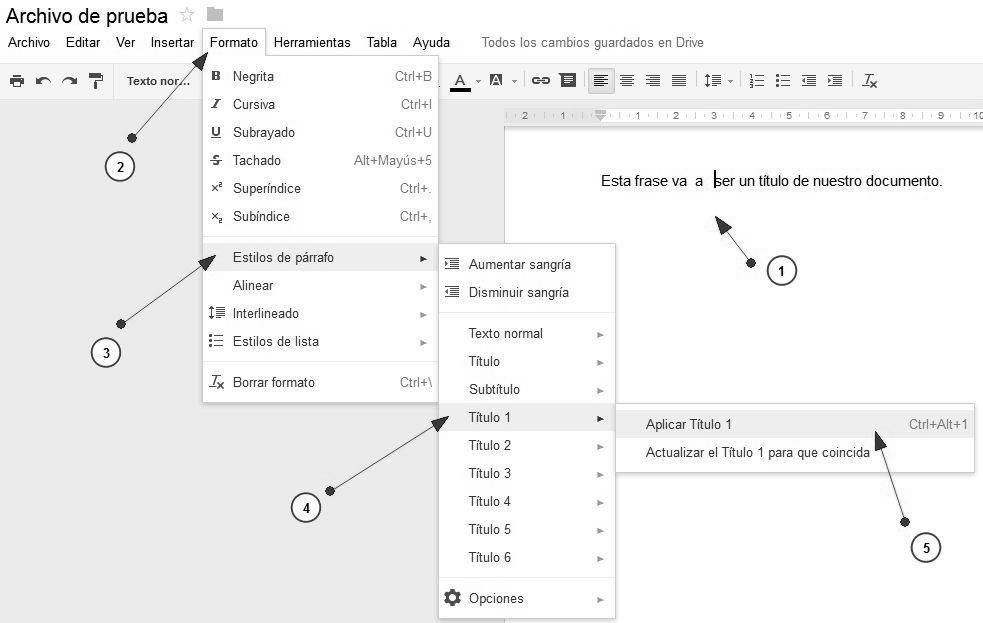 Archivo de prueba
Archivo Editar Ver Insertar Formato Herramientas Tabla Ayuda Todos los cambios guardados en Drive
Texto nor...
B Negrita Ctrl+B
I Cursiva Ctrl+I
U Subrayado Ctrl+U
S Tachado Alt+Mayús+5
x² Superíndice Ctrl+.
x₂ Subíndice Ctrl+,
Estilos de párrafo
Alinear
Interlineado
Estilos de lista
Borrar formato Ctrl+\
Aumentar sangría
Disminuir sangría
Texto normal
Título
Subtítulo
Título 1
Título 2
Título 3
Título 4
Título 5
Título 6
Opciones
Aplicar Título 1 Ctrl+Alt+1
Actualizar el Título 1 para que coincida
A A
2 1 1 2 3 4 5 6 7 8 9 10
Esta frase va a ser un título de nuestro documento.
1
2
3
4
5